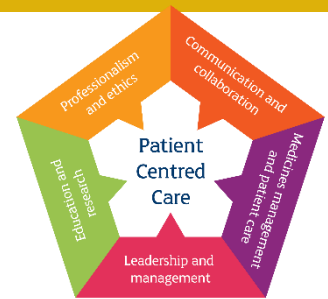 Professionalism
and ethics
Communication and
collaboration
Medicines management
and patient care
Leadership and
management
Education and
research
Patient
Centred
Care